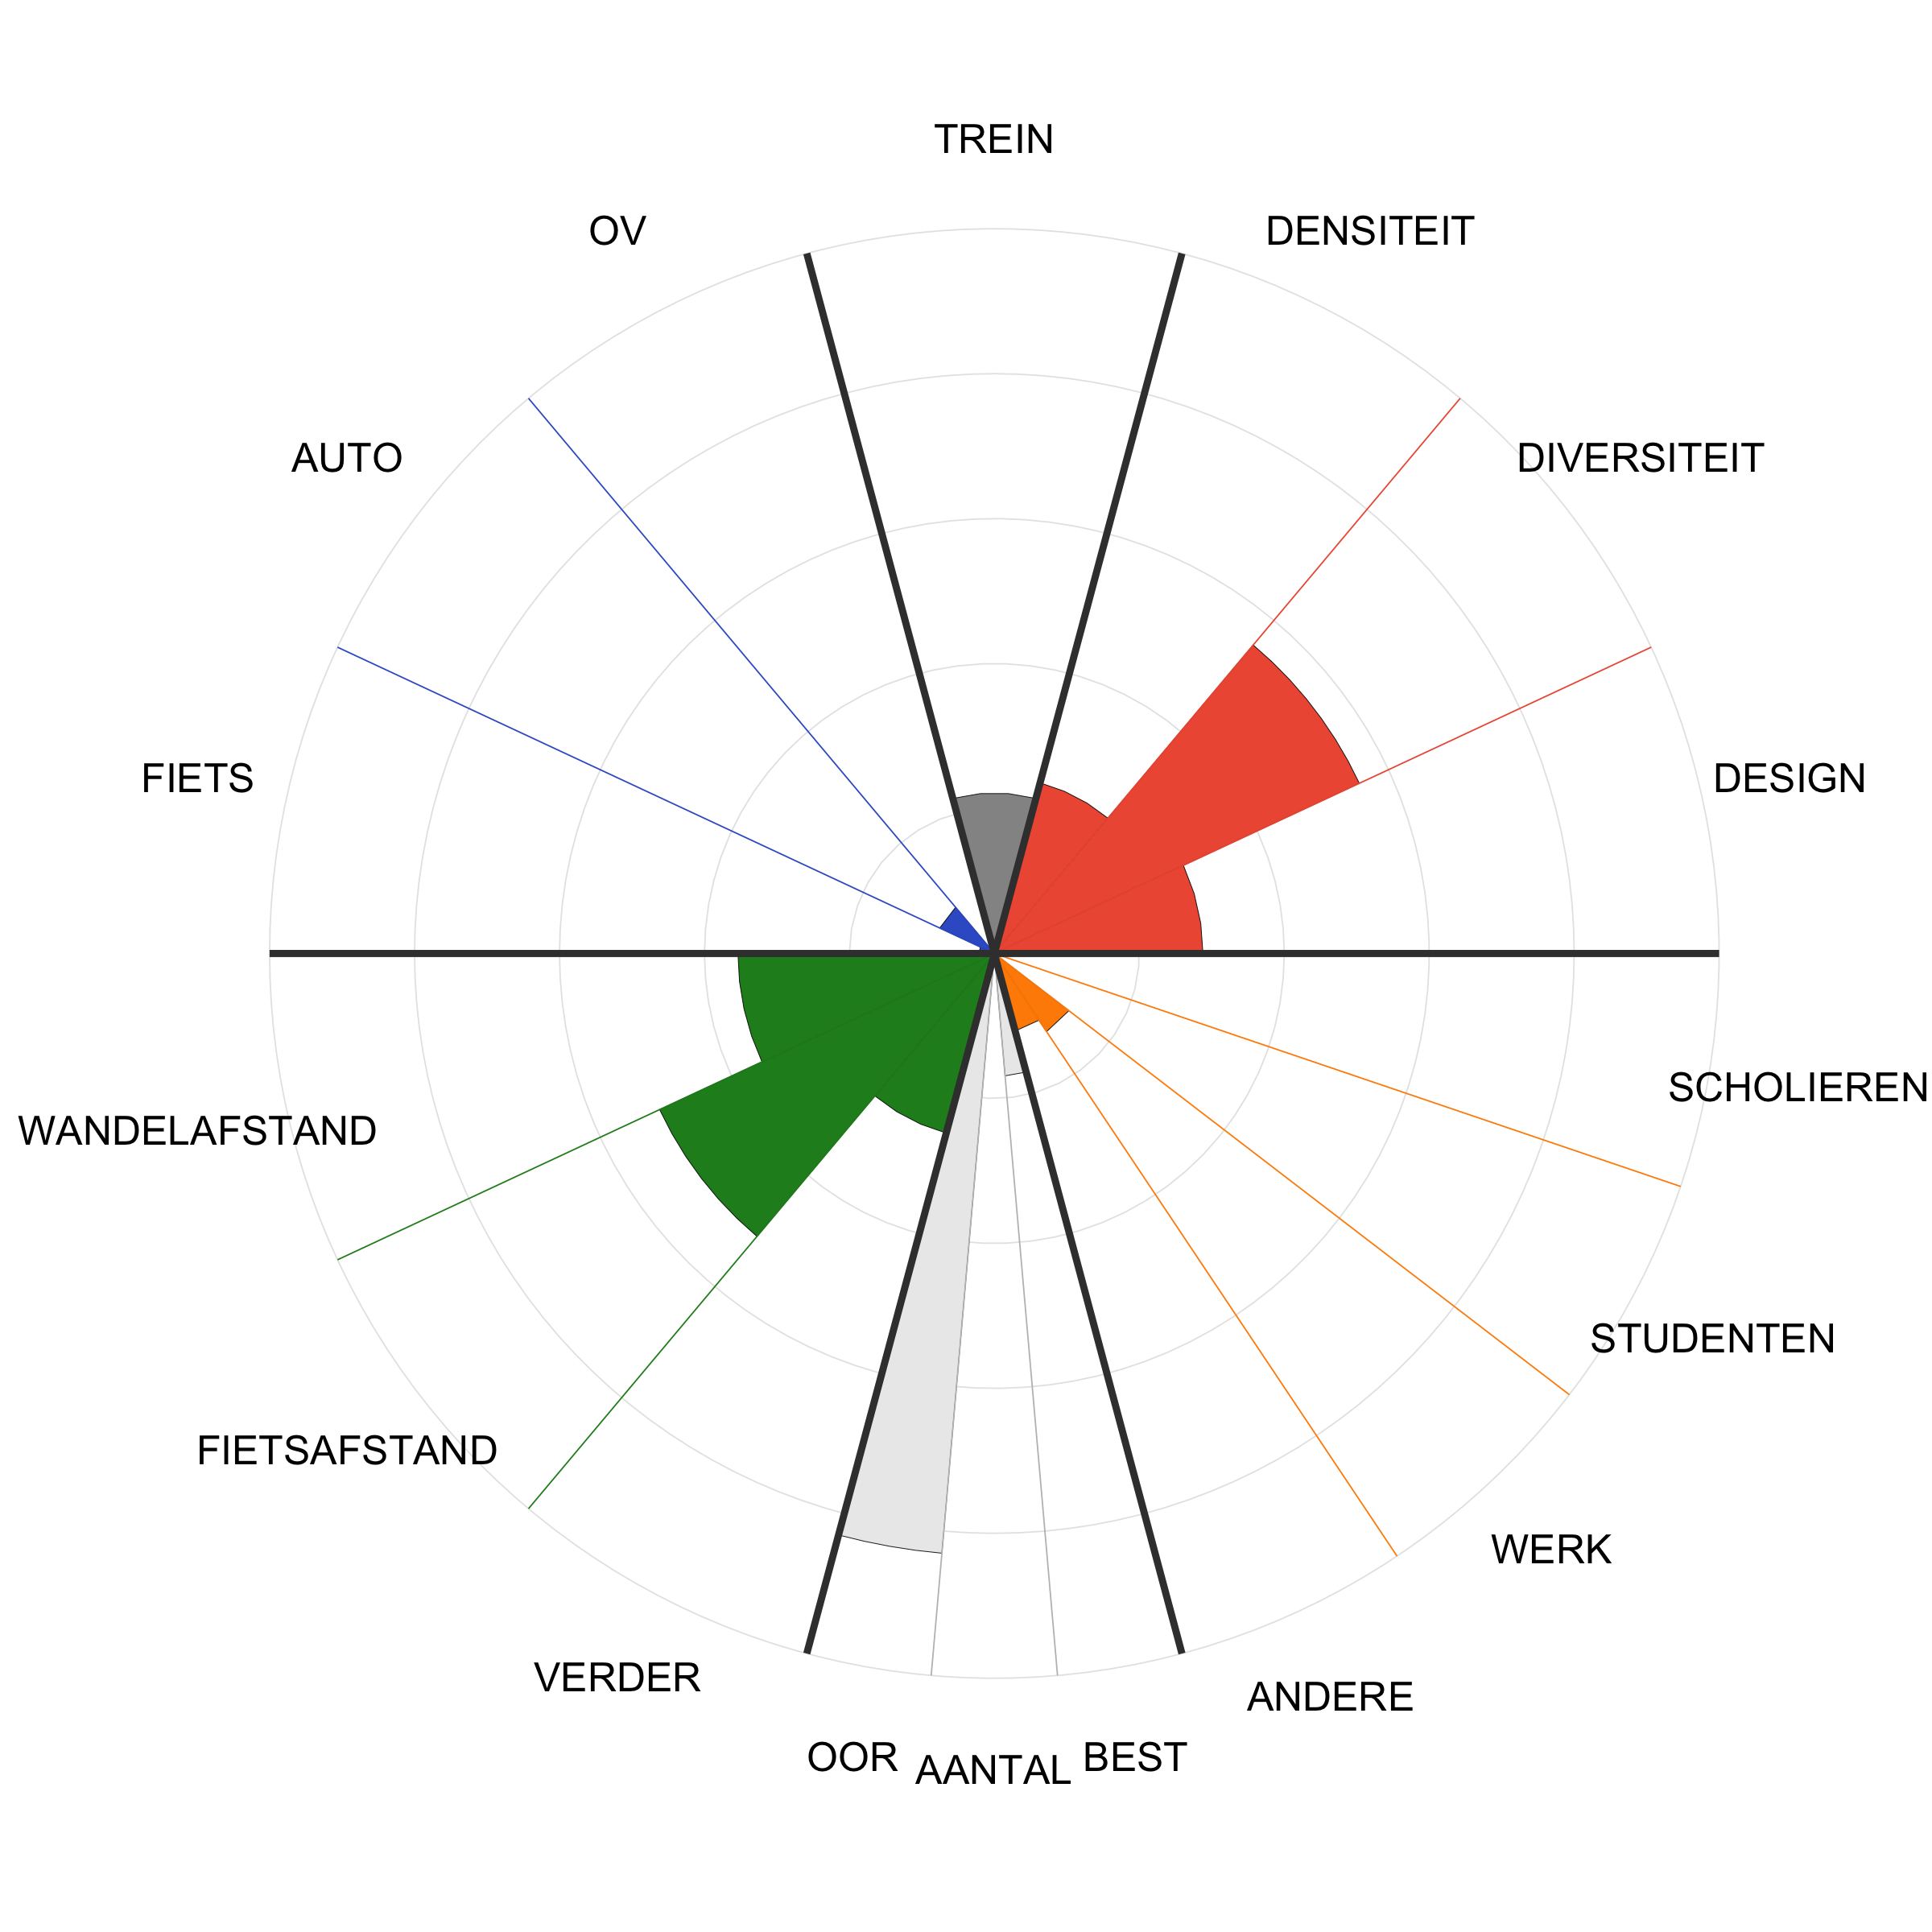 TREIN
OV
DENSITEIT
AUTO
DIVERSITEIT
FIETS
DESIGN
SCHOLIEREN
WANDELAFSTAND
STUDENTEN
FIETSAFSTAND
WERK
VERDER
ANDERE
OOR
AANTAL
BEST